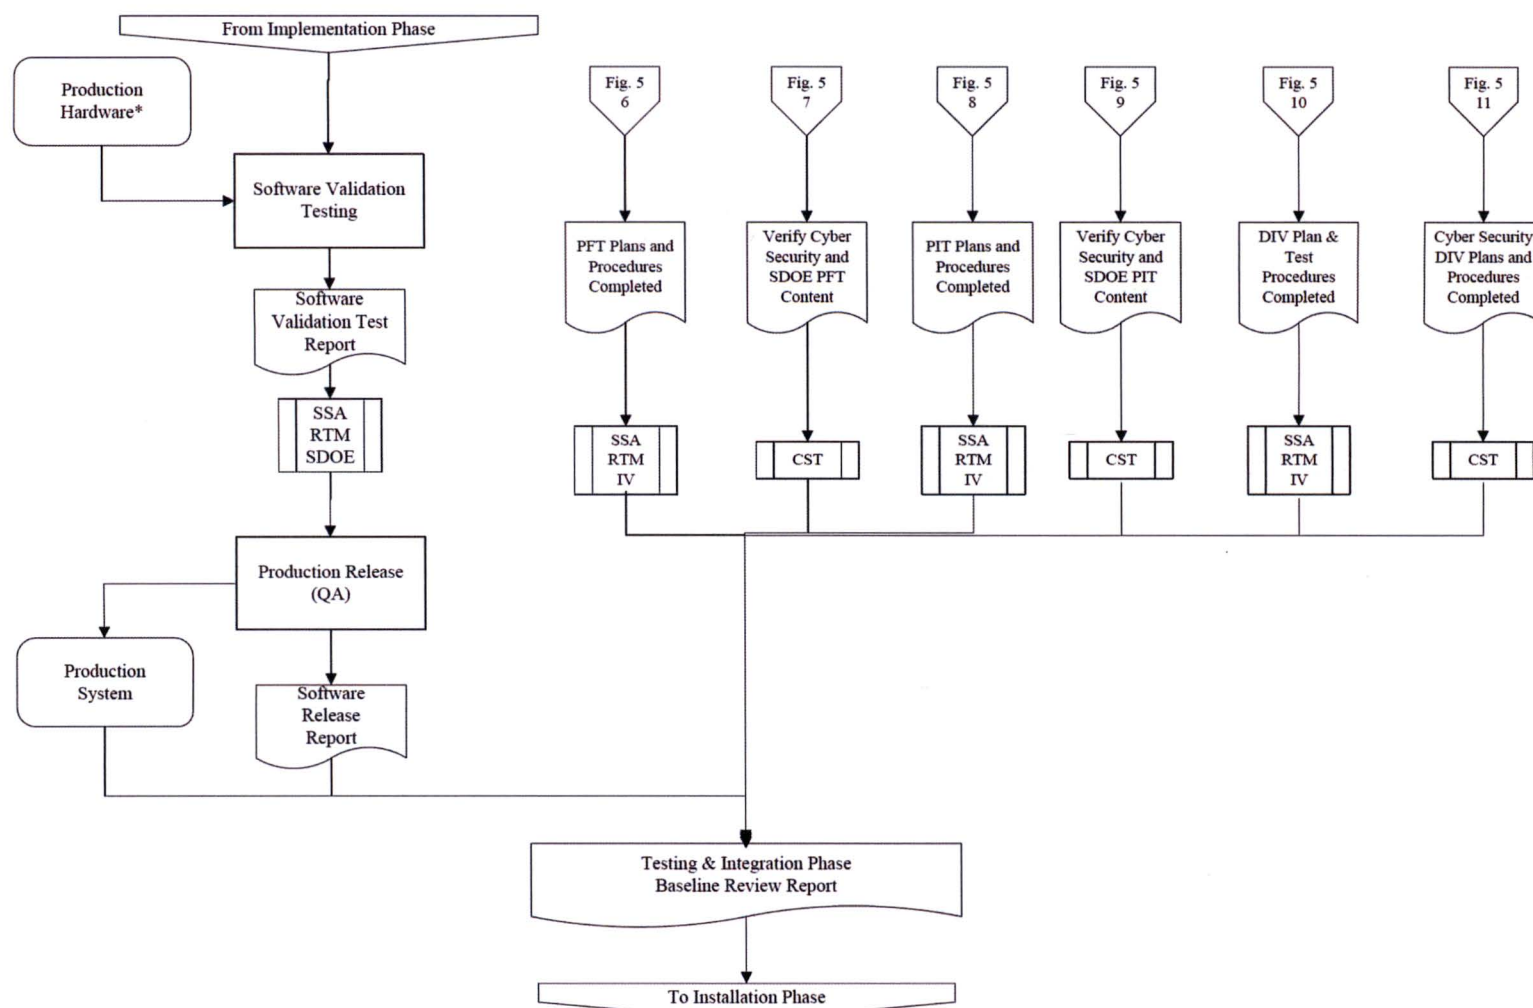 From Implementation Phase
Production
Hardware*
Software Validation
Testing
Software
Validation Test
Report
SSA
RTM
SDOE
Production Release
(QA)
Production
System
Software
Release
Report
Fig. 5
6
PFT Plans and
Procedures
Completed
SSA
RTM
IV
Fig. 5
7
Verify Cyber
Security and
SDOE PFT
Content
CST
Fig. 5
8
PIT Plans and
Procedures
Completed
SSA
RTM
IV
Fig. 5
9
Verify Cyber
Security and
SDOE PIT
Content
CST
Fig. 5
10
DIV Plan &
Test
Procedures
Completed
SSA
RTM
IV
Fig. 5
11
Cyber Security
DIV Plans and
Procedures
Completed
CST
Testing & Integration Phase
Baseline Review Report
To Installation Phase